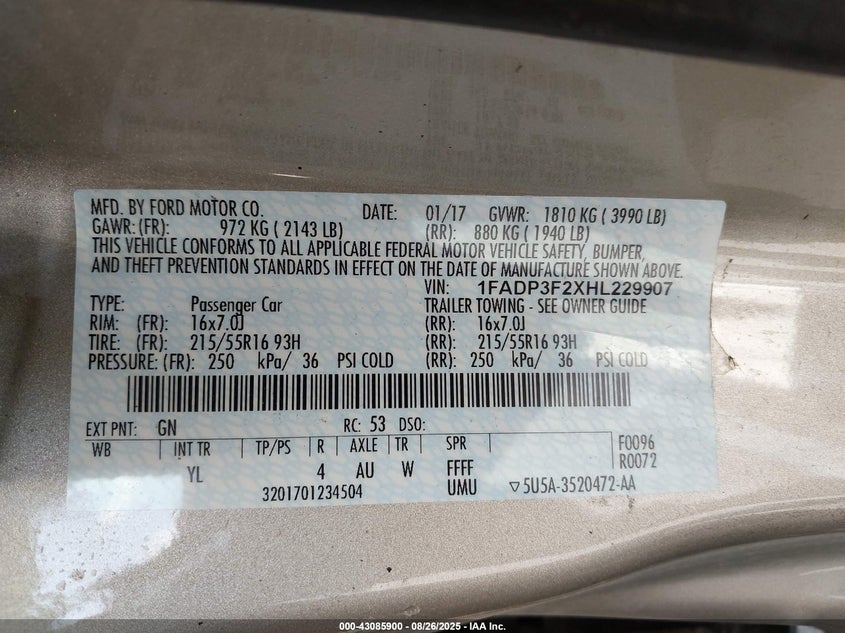 MFD. BY FORD MOTOR CO. DATE: 01/17 GVWR: 1810 KG ( 3990 LB)
GAWR: (FR): 972 KG ( 2143 LB) (RR): 880 KG ( 1940 LB)
THIS VEHICLE CONFORMS TO ALL APPLICABLE FEDERAL MOTOR VEHICLE SAFETY, BUMPER,
AND THEFT PREVENTION STANDARDS IN EFFECT ON THE DATE OF MANUFACTURE SHOWN ABOVE.
VIN: 1FADP3F2XHL229907
TYPE: Passenger Car TRAILER TOWING - SEE OWNER GUIDE
RIM: (FR): 16x7.0J (RR): 16x7.0J
TIRE: (FR): 215/55R16 93H (RR): 215/55R16 93H
PRESSURE: (FR): 250 kPa/ 36 PSI COLD (RR): 250 kPa/ 36 PSI COLD
EXT PNT: GN RC: 53 DSO:
WB INT TR TP/PS R AXLE TR SPR F0096
YL 4 AU W FFFF R0072
3201701234504 UMU ▽5U5A-3520472-AA
000-43085900 - 08/26/2025 - IAA Inc.